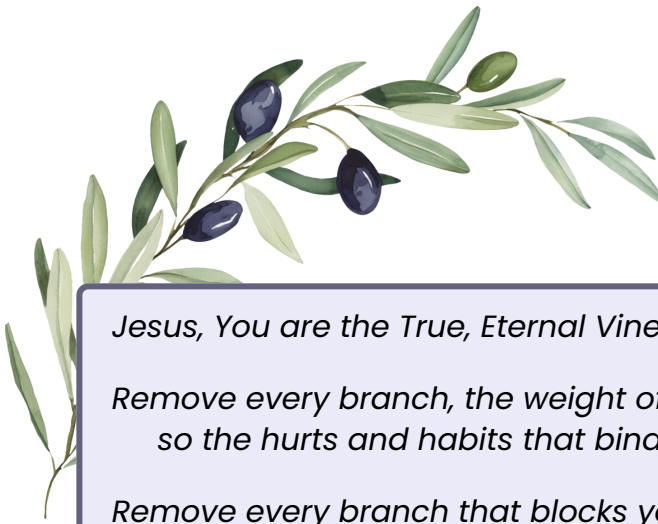 Jesus, You are the True, Eternal Vine
Remove every branch, the weight of
so the hurts and habits that bind
Remove every branch that blocks